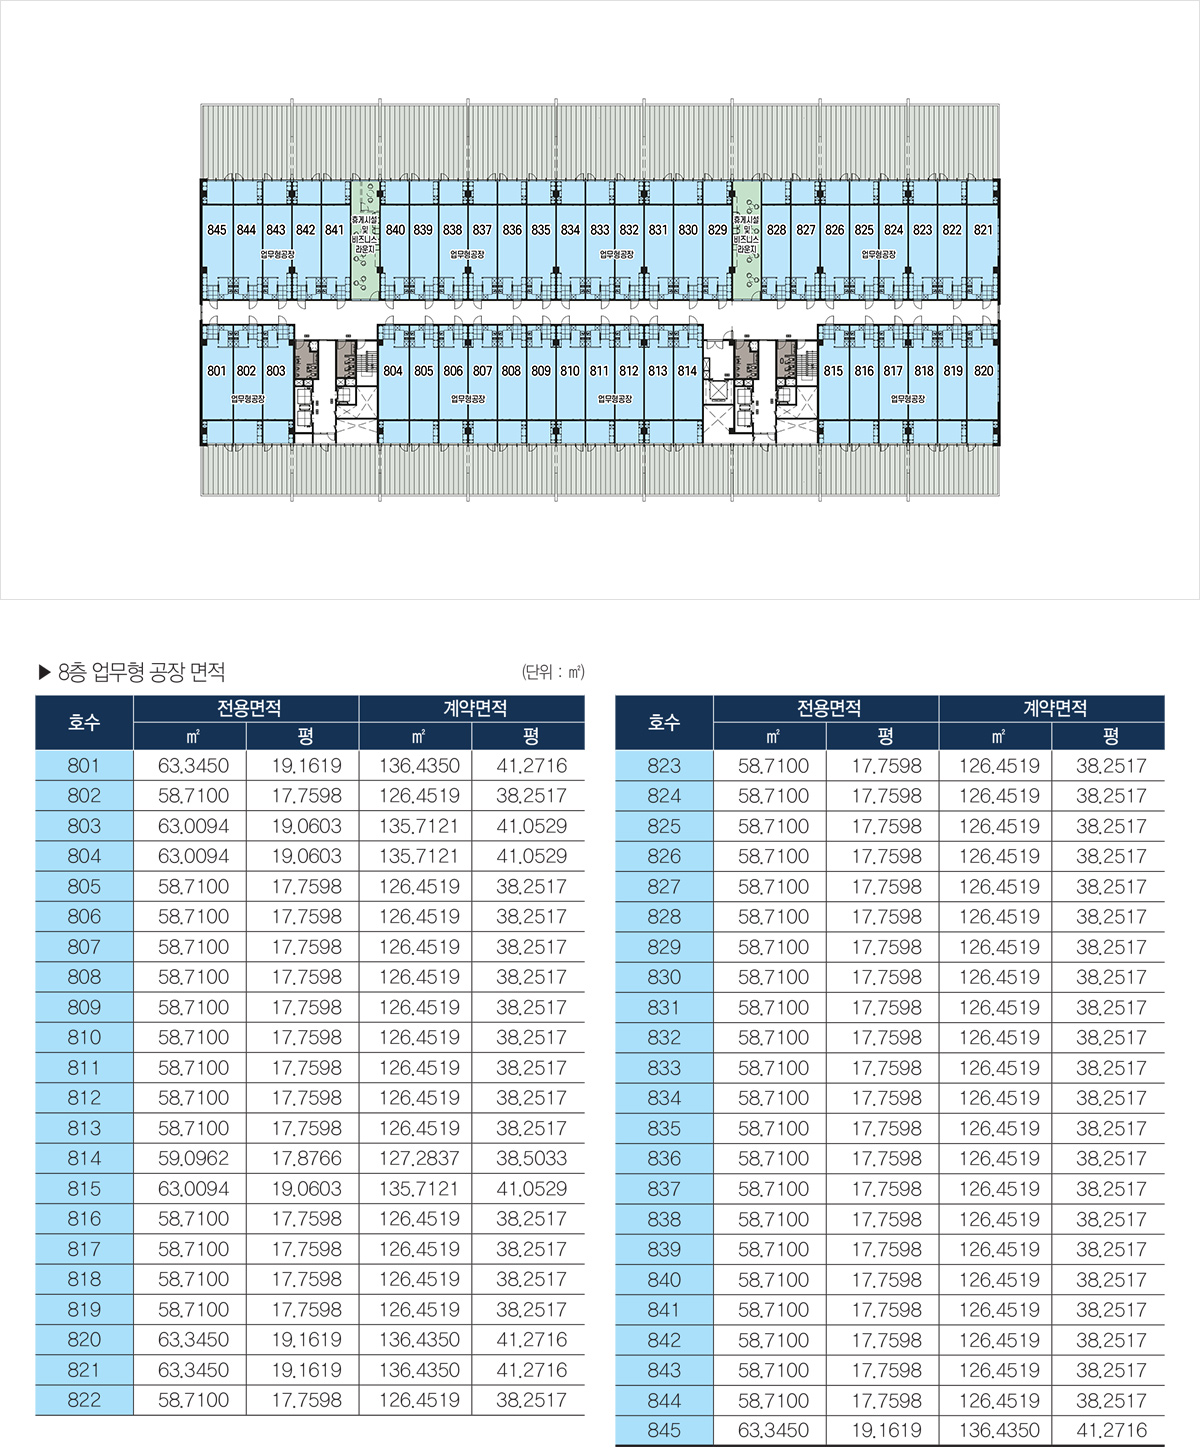 845 844 843 842 841 휴게시설 및 비즈니스 라운지 840 839 838 837 836 835 834 833 832 831 830 829 휴게시설 및 비즈니스 라운지 828 827 826 825 824 823 822 821
업무형공장 업무형공장 업무형공장 업무형공장
801 802 803 804 805 806 807 808 809 810 811 812 813 814 815 816 817 818 819 820
업무형공장 업무형공장 업무형공장 업무형공장
▶ 8층 업무형 공장 면적 (단위 : ㎡)
호수 전용면적 계약면적
㎡ 평 ㎡ 평
801 63.3450 19.1619 136.4350 41.2716
802 58.7100 17.7598 126.4519 38.2517
803 63.0094 19.0603 135.7121 41.0529
804 63.0094 19.0603 135.7121 41.0529
805 58.7100 17.7598 126.4519 38.2517
806 58.7100 17.7598 126.4519 38.2517
807 58.7100 17.7598 126.4519 38.2517
808 58.7100 17.7598 126.4519 38.2517
809 58.7100 17.7598 126.4519 38.2517
810 58.7100 17.7598 126.4519 38.2517
811 58.7100 17.7598 126.4519 38.2517
812 58.7100 17.7598 126.4519 38.2517
813 58.7100 17.7598 126.4519 38.2517
814 59.0962 17.8766 127.2837 38.5033
815 63.0094 19.0603 135.7121 41.0529
816 58.7100 17.7598 126.4519 38.2517
817 58.7100 17.7598 126.4519 38.2517
818 58.7100 17.7598 126.4519 38.2517
819 58.7100 17.7598 126.4519 38.2517
820 63.3450 19.1619 136.4350 41.2716
821 63.3450 19.1619 136.4350 41.2716
822 58.7100 17.7598 126.4519 38.2517
호수 전용면적 계약면적
㎡ 평 ㎡ 평
823 58.7100 17.7598 126.4519 38.2517
824 58.7100 17.7598 126.4519 38.2517
825 58.7100 17.7598 126.4519 38.2517
826 58.7100 17.7598 126.4519 38.2517
827 58.7100 17.7598 126.4519 38.2517
828 58.7100 17.7598 126.4519 38.2517
829 58.7100 17.7598 126.4519 38.2517
830 58.7100 17.7598 126.4519 38.2517
831 58.7100 17.7598 126.4519 38.2517
832 58.7100 17.7598 126.4519 38.2517
833 58.7100 17.7598 126.4519 38.2517
834 58.7100 17.7598 126.4519 38.2517
835 58.7100 17.7598 126.4519 38.2517
836 58.7100 17.7598 126.4519 38.2517
837 58.7100 17.7598 126.4519 38.2517
838 58.7100 17.7598 126.4519 38.2517
839 58.7100 17.7598 126.4519 38.2517
840 58.7100 17.7598 126.4519 38.2517
841 58.7100 17.7598 126.4519 38.2517
842 58.7100 17.7598 126.4519 38.2517
843 58.7100 17.7598 126.4519 38.2517
844 58.7100 17.7598 126.4519 38.2517
845 63.3450 19.1619 136.4350 41.2716